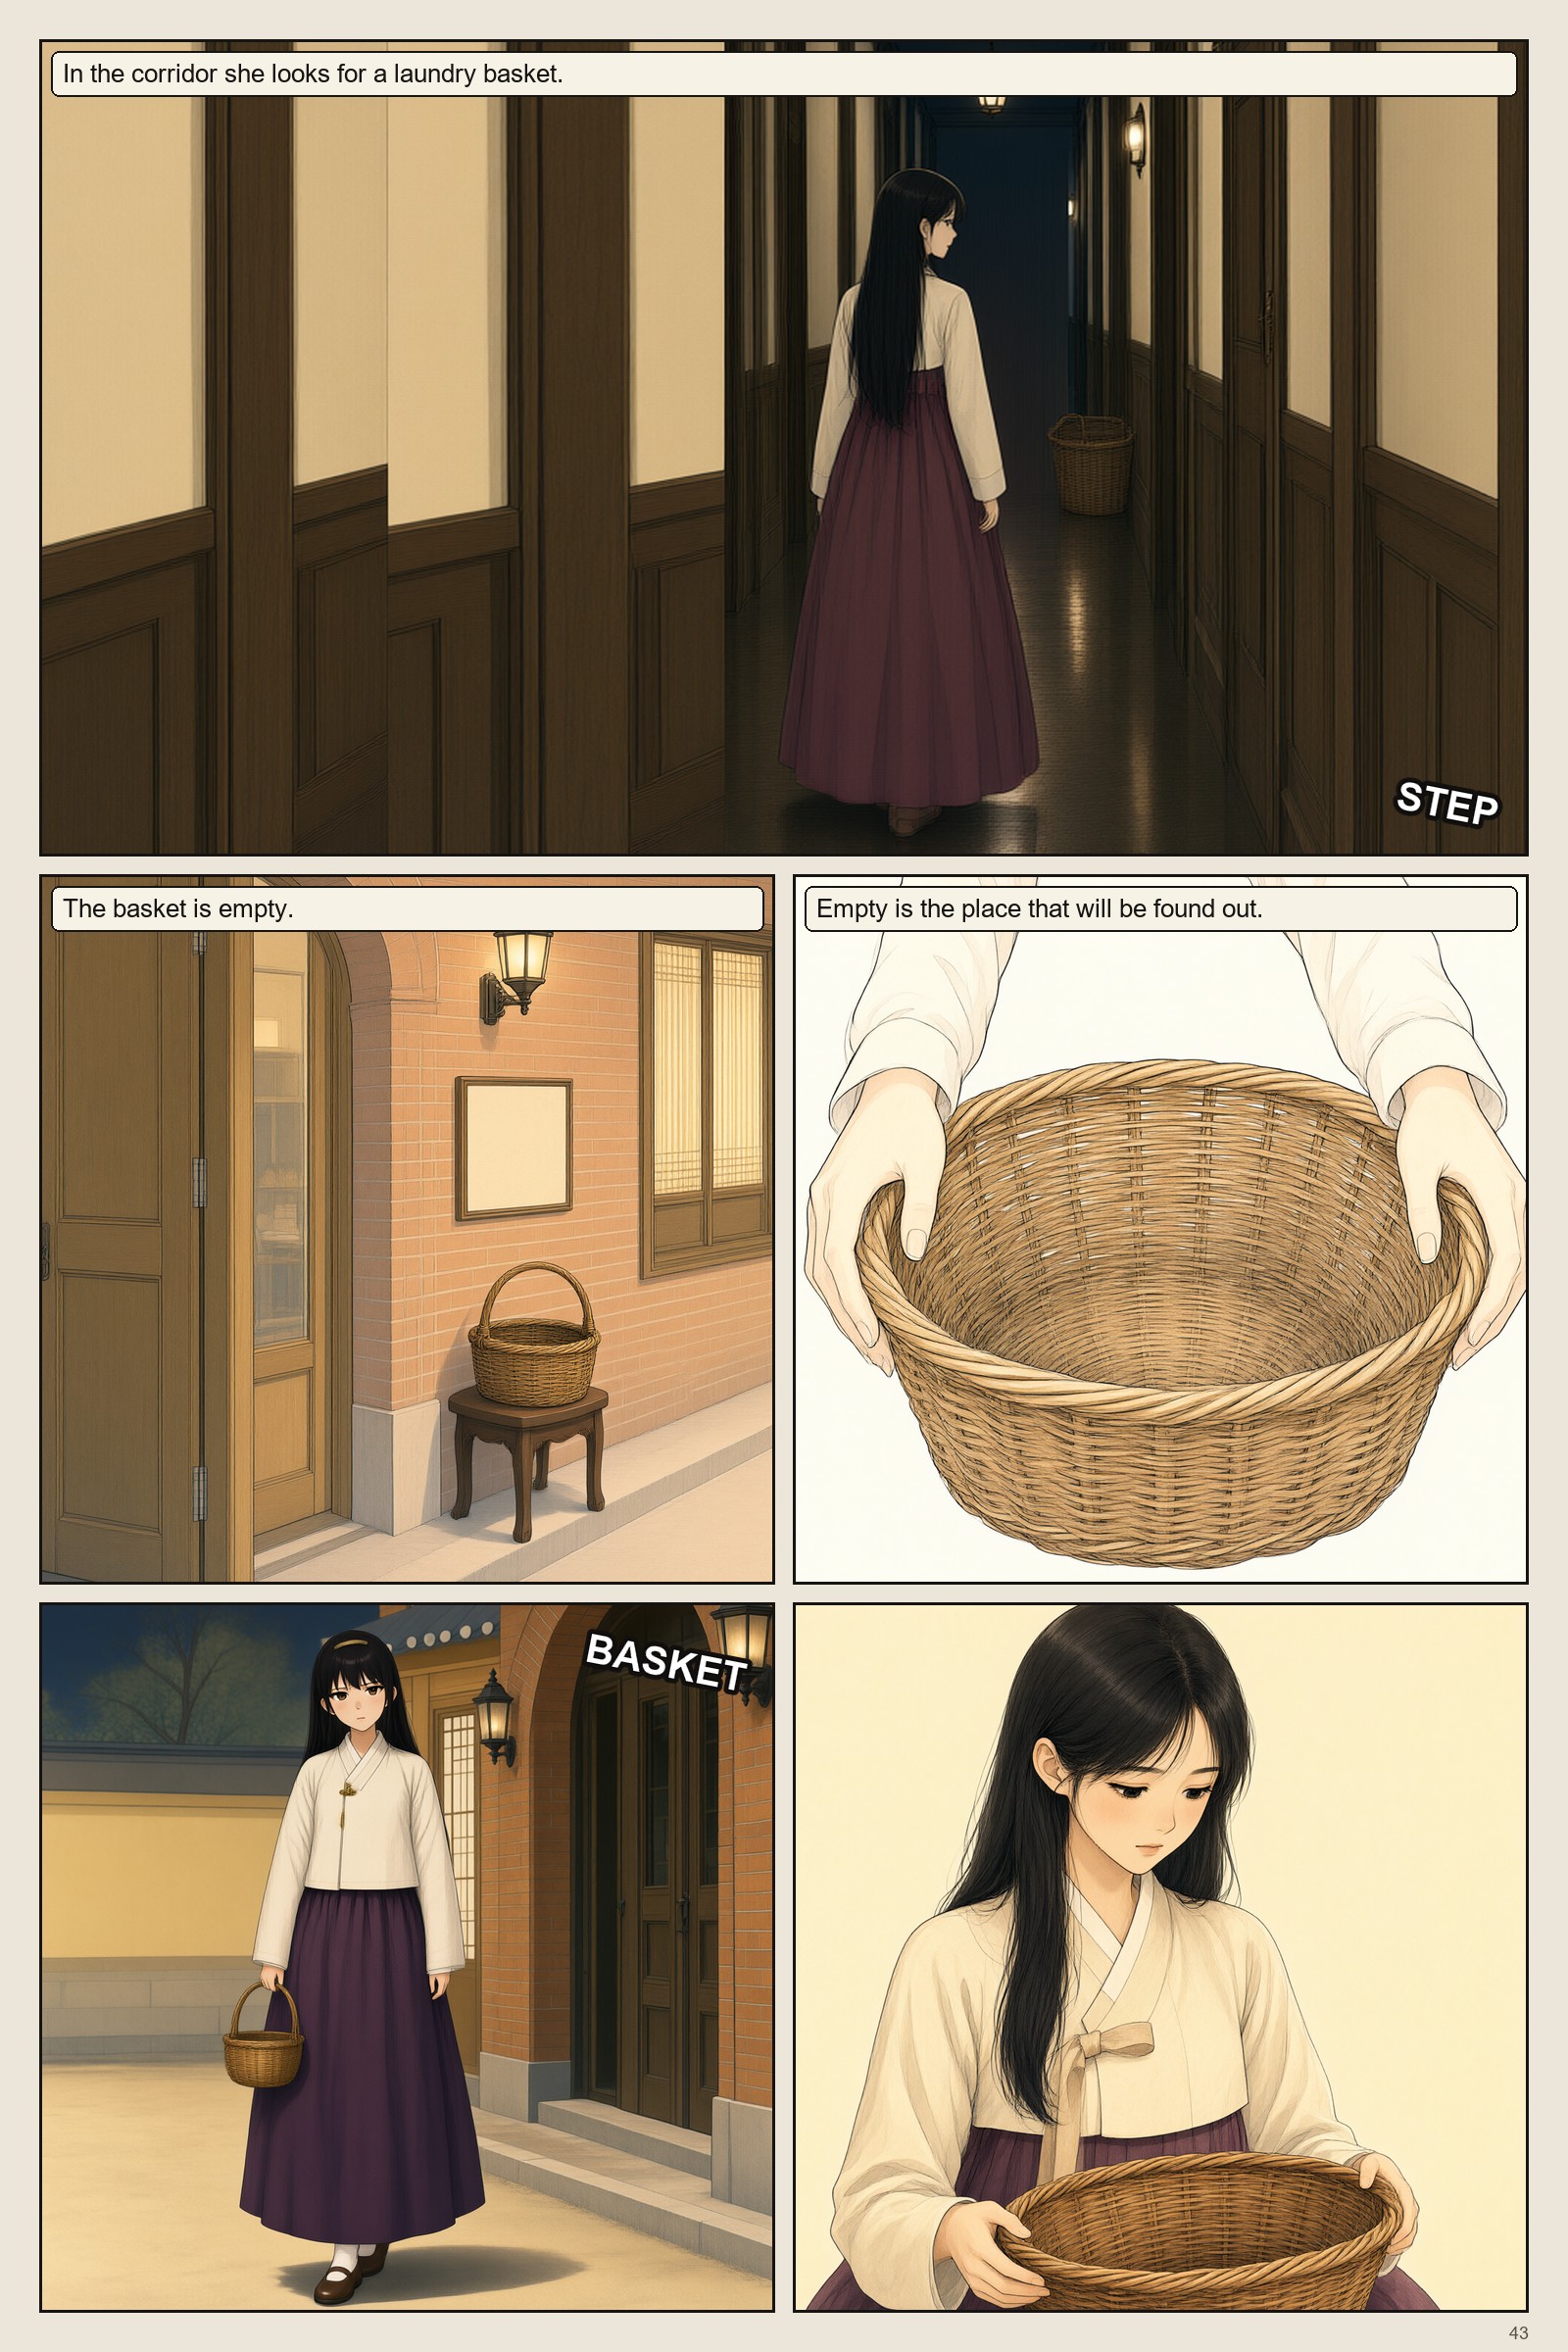 In the corridor she looks for a laundry basket.
STEP
The basket is empty.
Empty is the place that will be found out.
BASKET
43